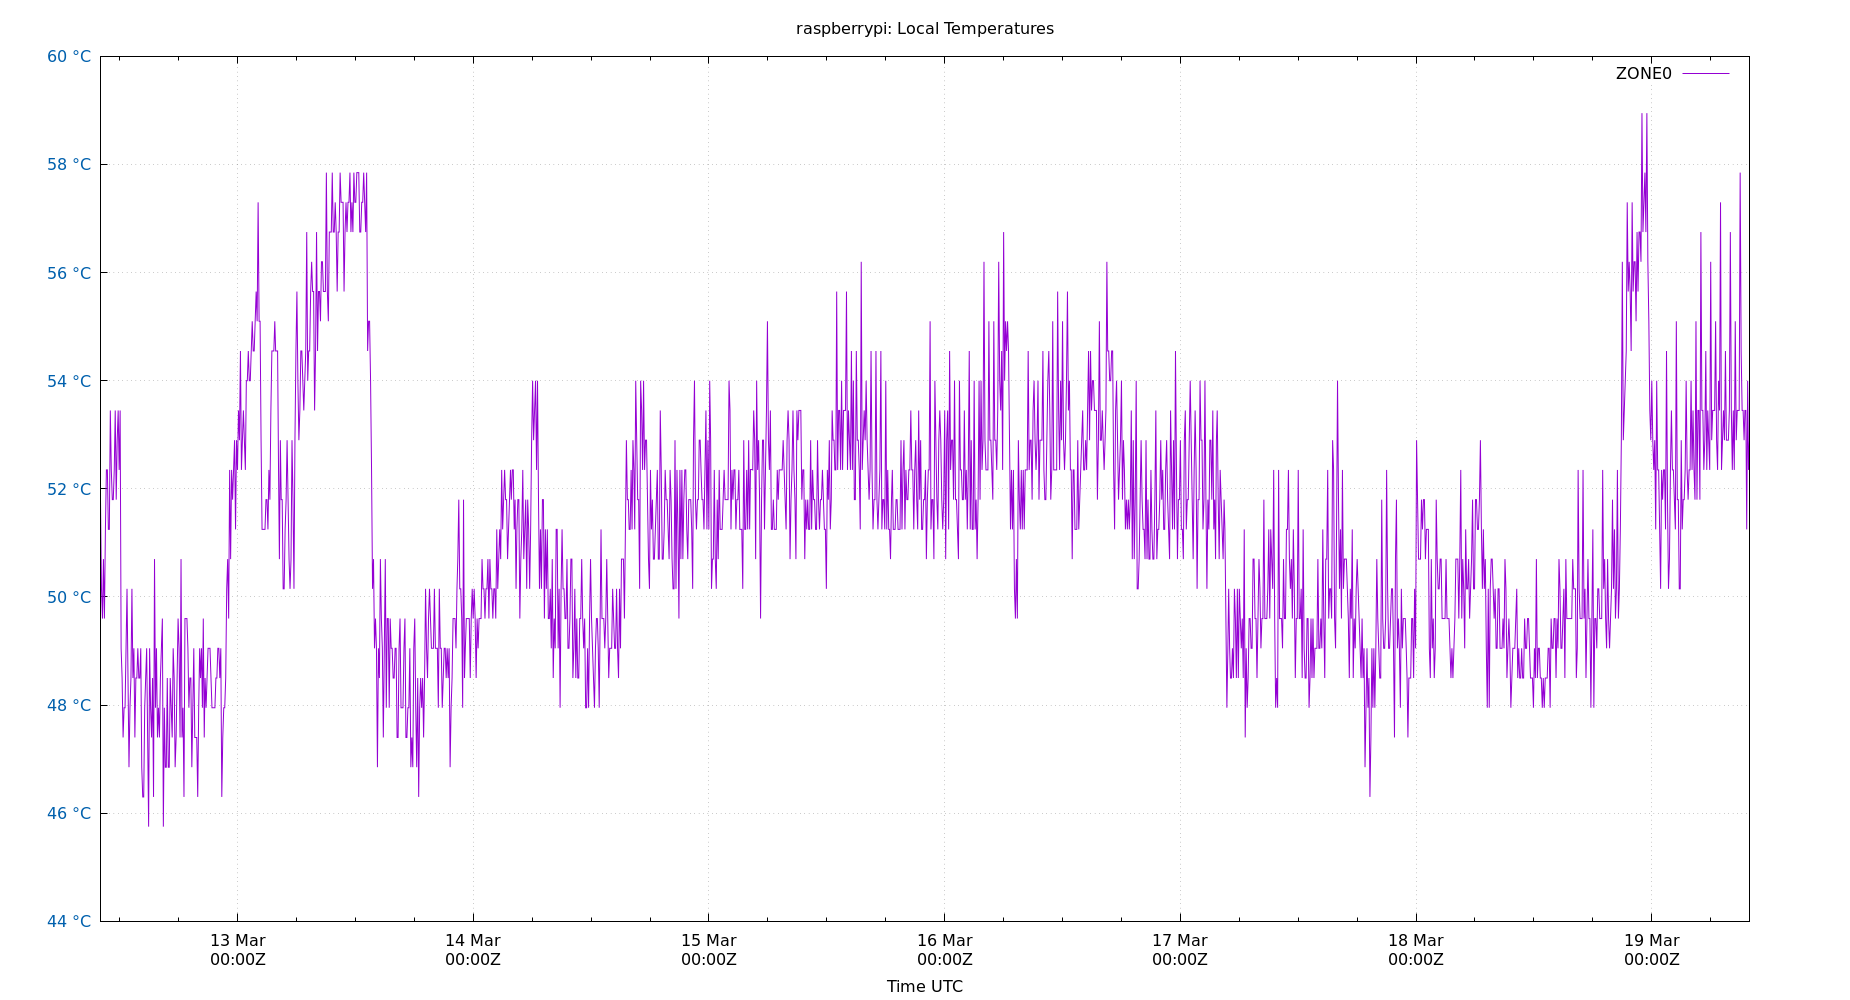 raspberrypi: Local Temperatures
60 °C
ZONE0
58 °C
56 °C
54 °C
52 °C
50 °C
48 °C
46 °C
44 °C
13 Mar 14 Mar 15 Mar 16 Mar 17 Mar 18 Mar 19 Mar
00:00Z 00:00Z 00:00Z 00:00Z 00:00Z 00:00Z 00:00Z
Time UTC